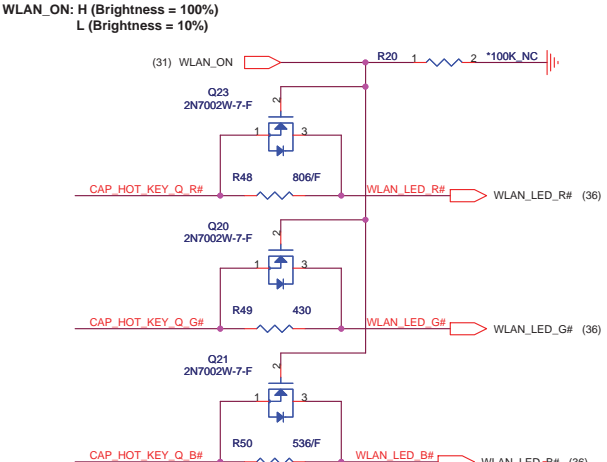 WLAN_ON: H (Brightness = 100%)
L (Brightness = 10%)
(31) WLAN_ON
R20 1 2 *100K_NC
Q23
2N7002W-7-F
2
1 3
R48 806/F
CAP_HOT_KEY_Q_R# WLAN_LED_R# WLAN_LED_R# (36)
Q20
2N7002W-7-F
2
1 3
R49 430
CAP_HOT_KEY_Q_G# WLAN_LED_G# WLAN_LED_G# (36)
Q21
2N7002W-7-F
2
1 3
R50 536/F
CAP_HOT_KEY_Q_B# WLAN_LED_B# WLAN_LED_B# (36)